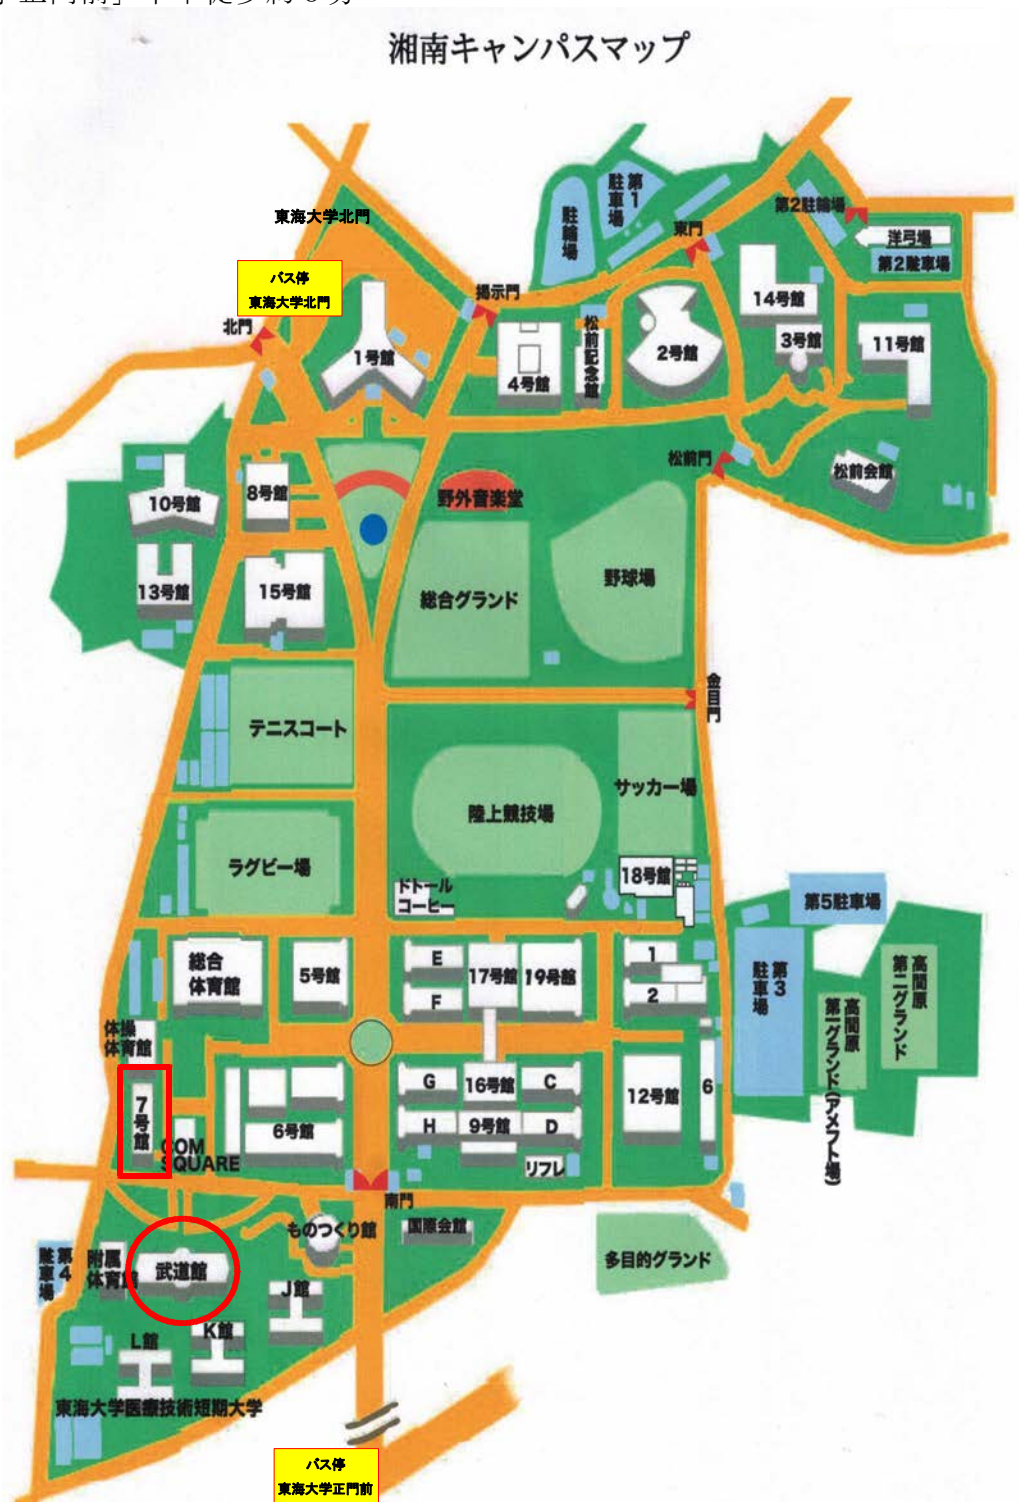 湘南キャンパスマップ
東海大学北門
バス停
東海大学北門
北門
掲示門
駐輪場
第1
駐車場
東門
第2駐輪場
洋弓場
第2駐車場
1号館
4号館
松前記念館
2号館
14号館
3号館
11号館
松前門
松前会館
10号館
8号館
野外音楽堂
13号館
15号館
総合グランド
野球場
金目門
テニスコート
サッカー場
陸上競技場
ラグビー場
ドトール
コーヒー
18号館
第5駐車場
総合
体育館
5号館
E
F
17号館
19号館
1
2
第3
駐車場
高間原
第一グランド(アメフト場)
高間原
第二グランド
体操
体育館
7号館
COM
SQUARE
6号館
G
H
16号館
9号館
C
D
リフレ
12号館
6
南門
ものつくり館
国際会館
多目的グランド
第4
駐車場
附属
体育館
武道館
J館
K館
L館
東海大学医療技術短期大学
バス停
東海大学正門前